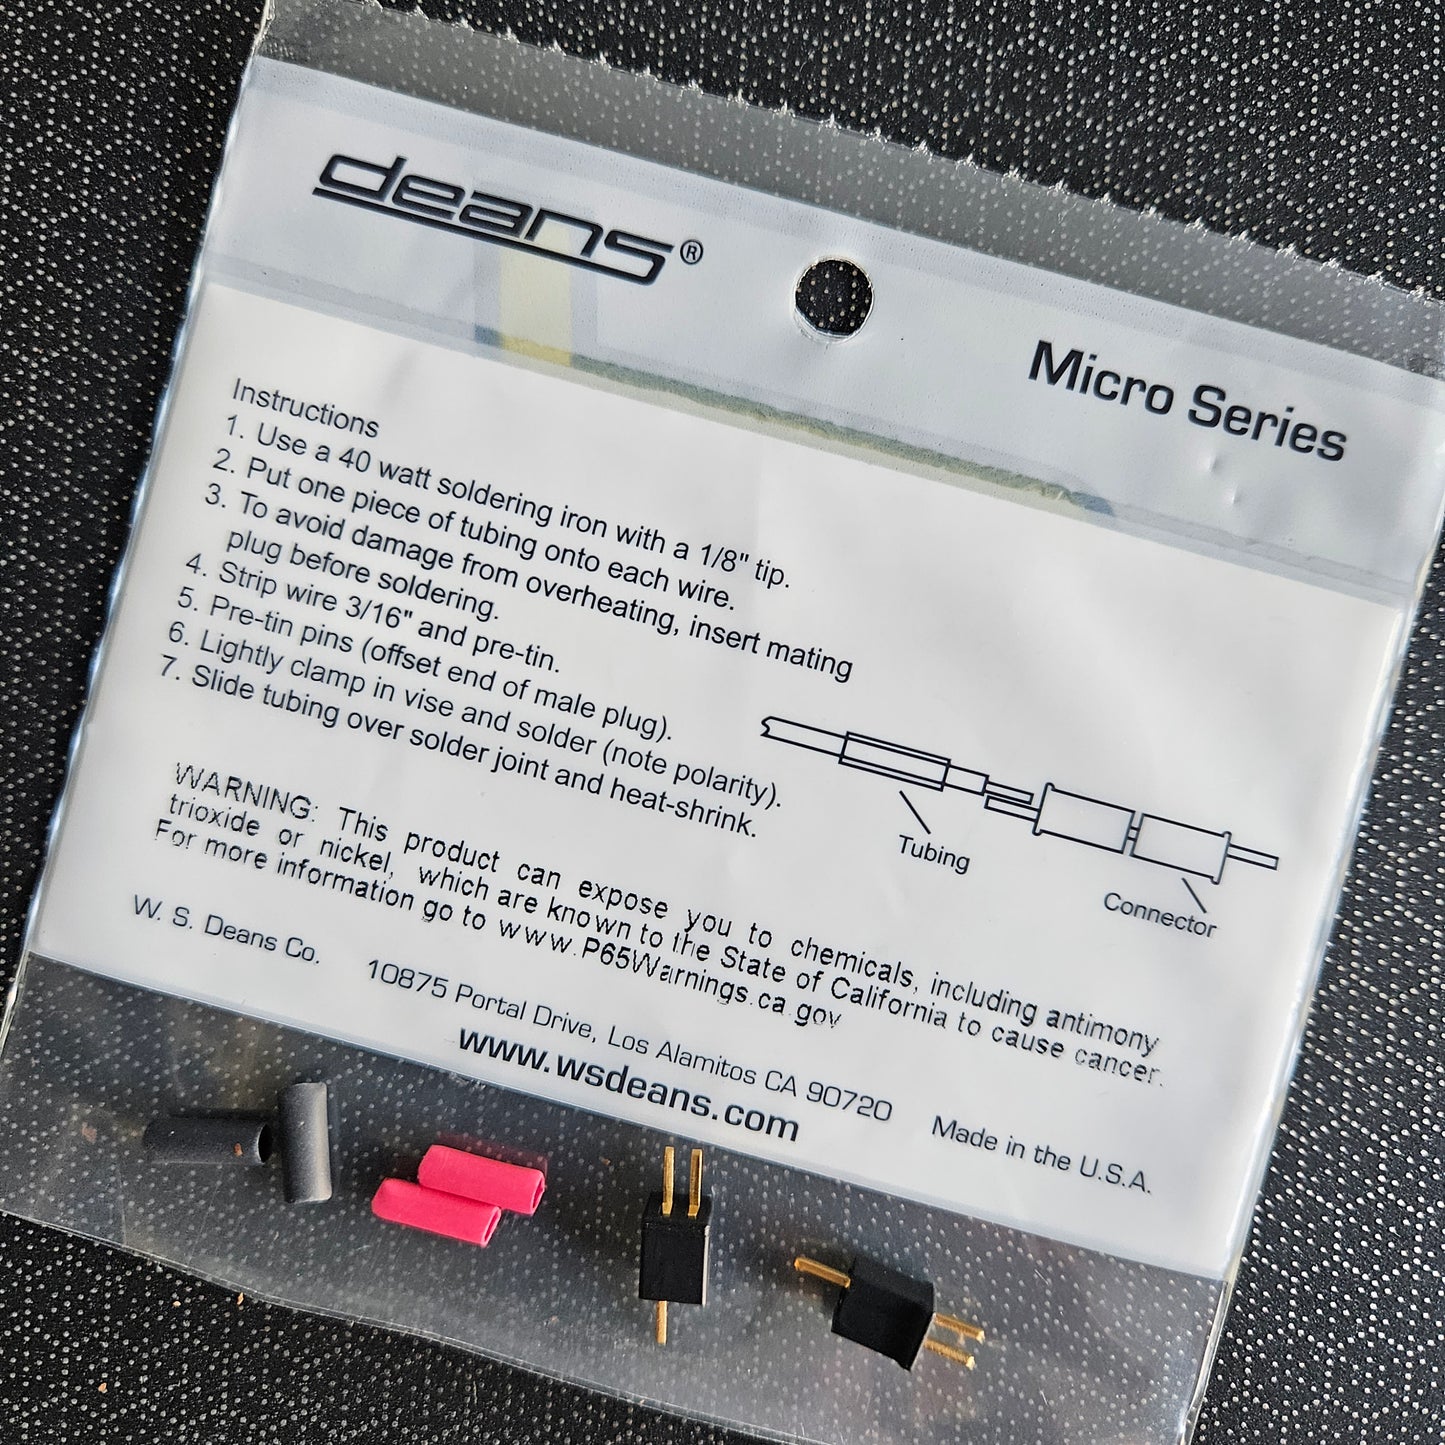 deans®
Micro Series
Instructions
1. Use a 40 watt soldering iron with a 1/8" tip.
2. Put one piece of tubing onto each wire.
3. To avoid damage from overheating, insert mating
plug before soldering.
4. Strip wire 3/16" and pre-tin.
5. Pre-tin pins (offset end of male plug).
6. Lightly clamp in vise and solder (note polarity).
7. Slide tubing over solder joint and heat-shrink.
Tubing
Connector
WARNING: This product can expose you to chemicals, including antimony
trioxide or nickel, which are known to the State of California to cause cancer.
For more information go to www.P65Warnings.ca.gov
W. S. Deans Co. 10875 Portal Drive, Los Alamitos CA 90720 Made in the U.S.A.
www.wsdeans.com